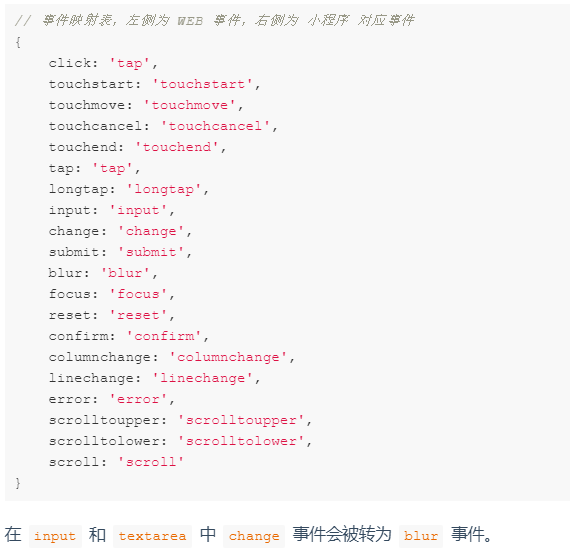 // 事件映射表，左侧为 WEB 事件，右侧为 小程序 对应事件
{
    click: 'tap',
    touchstart: 'touchstart',
    touchmove: 'touchmove',
    touchcancel: 'touchcancel',
    touchend: 'touchend',
    tap: 'tap',
    longtap: 'longtap',
    input: 'input',
    change: 'change',
    submit: 'submit',
    blur: 'blur',
    focus: 'focus',
    reset: 'reset',
    confirm: 'confirm',
    columnchange: 'columnchange',
    linechange: 'linechange',
    error: 'error',
    scrolltoupper: 'scrolltoupper',
    scrolltolower: 'scrolltolower',
    scroll: 'scroll'
}
在 input 和 textarea 中 change 事件会被转为 blur 事件。